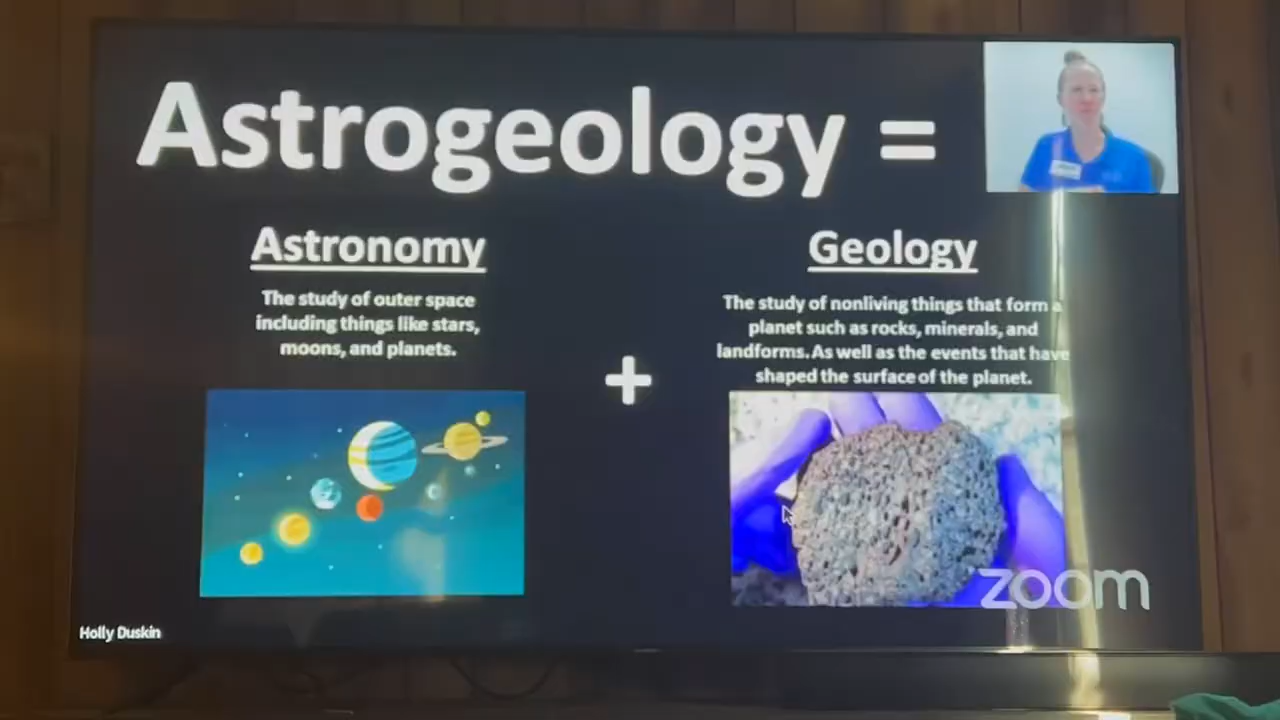 Astrogeology =
Astronomy
The study of outer space
including things like stars,
moons, and planets.
+
Geology
The study of nonliving things that form a
planet such as rocks, minerals, and
landforms. As well as the events that have
shaped the surface of the planet.
zoom
Holly Duskin